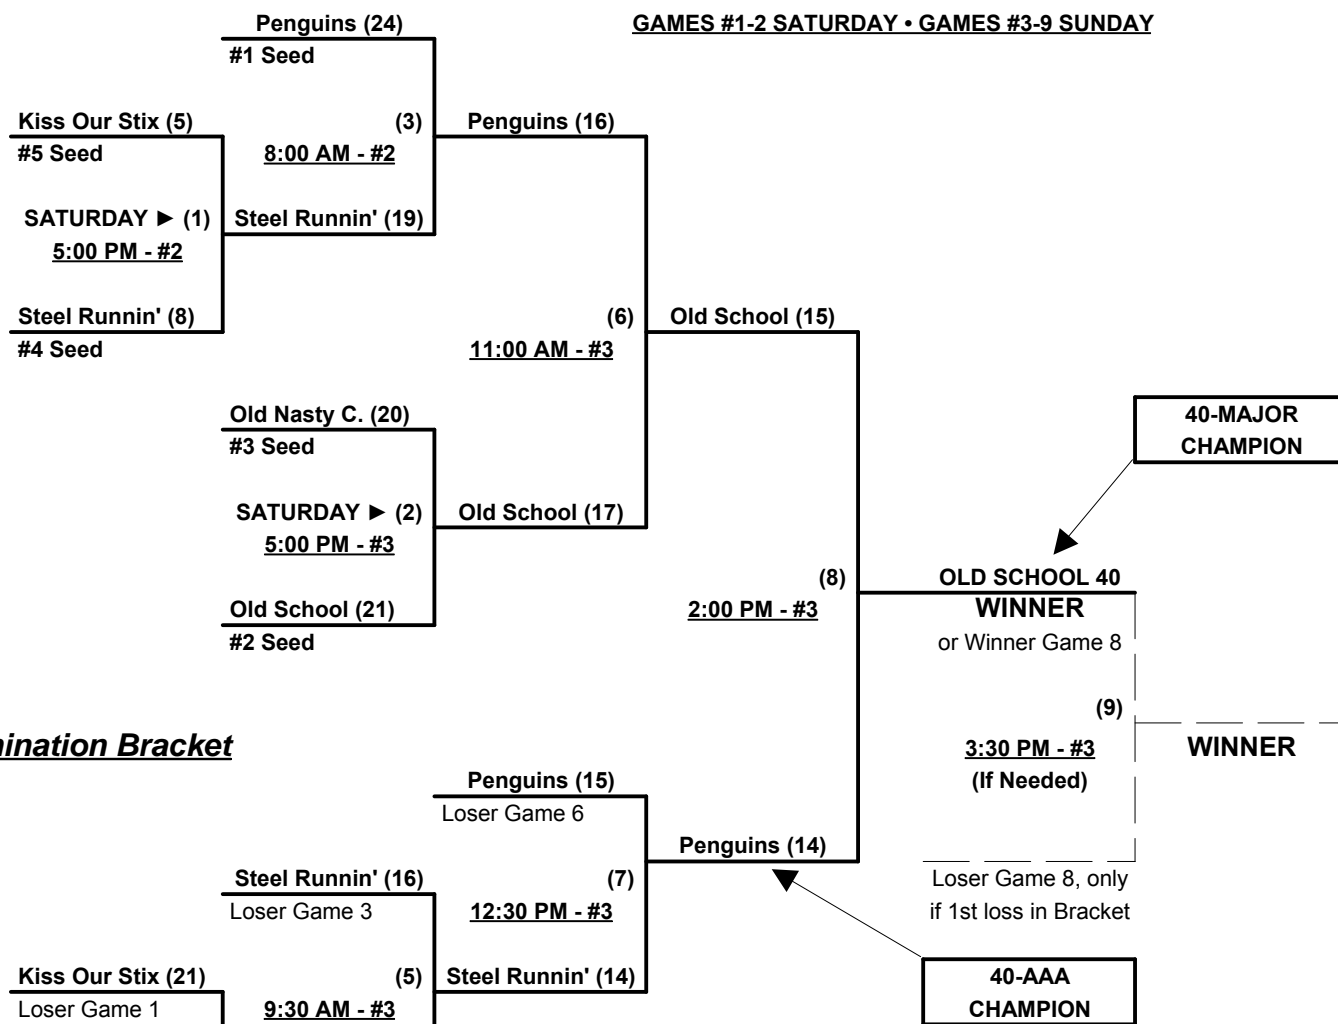 Penguins (24)
GAMES #1-2 SATURDAY • GAMES #3-9 SUNDAY
#1 Seed
Kiss Our Stix (5)
(3)
Penguins (16)
#5 Seed
8:00 AM - #2
SATURDAY ► (1)
Steel Runnin' (19)
5:00 PM - #2
Steel Runnin' (8)
(6)
Old School (15)
#4 Seed
11:00 AM - #3
Old Nasty C. (20)
40-MAJOR
#3 Seed
CHAMPION
SATURDAY ► (2)
Old School (17)
5:00 PM - #3
(8)
OLD SCHOOL 40
Old School (21)
2:00 PM - #3
WINNER
#2 Seed
or Winner Game 8
(9)
mination Bracket
3:30 PM - #3
WINNER
Penguins (15)
(If Needed)
Loser Game 6
Penguins (14)
Steel Runnin' (16)
(7)
Loser Game 8, only
Loser Game 3
12:30 PM - #3
if 1st loss in Bracket
Kiss Our Stix (21)
(5)
Steel Runnin' (14)
40-AAA
Loser Game 1
9:30 AM - #3
CHAMPION